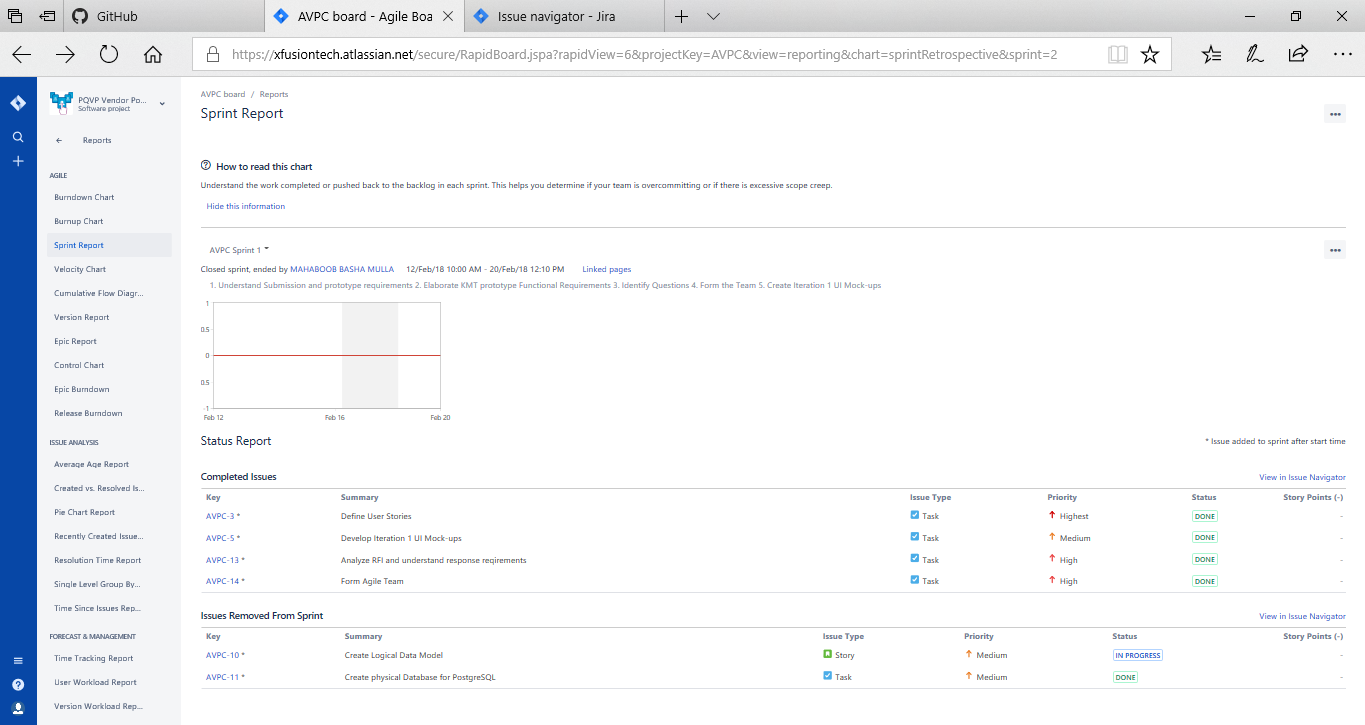 GitHub
AVPC board - Agile Boa
Issue navigator - Jira
https://xfusiontech.atlassian.net/secure/RapidBoard.jspa?rapidView=6&projectKey=AVPC&view=reporting&chart=sprintRetrospective&sprint=2
PQVP Vendor Po...
Software project
Reports
AGILE
Burndown Chart
Burnup Chart
Sprint Report
Velocity Chart
Cumulative Flow Diagr...
Version Report
Epic Report
Control Chart
Epic Burndown
Release Burndown
ISSUE ANALYSIS
Average Age Report
Created vs. Resolved Is...
Pie Chart Report
Recently Created Issue...
Resolution Time Report
Single Level Group By...
Time Since Issues Rep...
FORECAST & MANAGEMENT
Time Tracking Report
User Workload Report
Version Workload Rep...
AVPC board / Reports
Sprint Report
How to read this chart
Understand the work completed or pushed back to the backlog in each sprint. This helps you determine if your team is overcommitting or if there is excessive scope creep.
Hide this information
AVPC Sprint 1
Closed sprint, ended by MAHABOOB BASHA MULLA 12/Feb/18 10:00 AM - 20/Feb/18 12:10 PM Linked pages
1. Understand Submission and prototype requirements 2. Elaborate KMT prototype Functional Requirements 3. Identify Questions 4. Form the Team 5. Create Iteration 1 UI Mock-ups
1
0.5
0
0.5
-1
Feb 12 Feb 16 Feb 20
Status Report
* Issue added to sprint after start time
Completed Issues View in Issue Navigator
Key Summary Issue Type Priority Status Story Points (-)
AVPC-3 * Define User Stories Task Highest DONE -
AVPC-5 * Develop Iteration 1 UI Mock-ups Task Medium DONE -
AVPC-13 * Analyze RFI and understand response reqirements Task High DONE -
AVPC-14 * Form Agile Team Task High DONE -
Issues Removed From Sprint View in Issue Navigator
Key Summary Issue Type Priority Status Story Points (-)
AVPC-10 * Create Logical Data Model Story Medium IN PROGRESS -
AVPC-11 * Create physical Database for PostgreSQL Task Medium DONE -